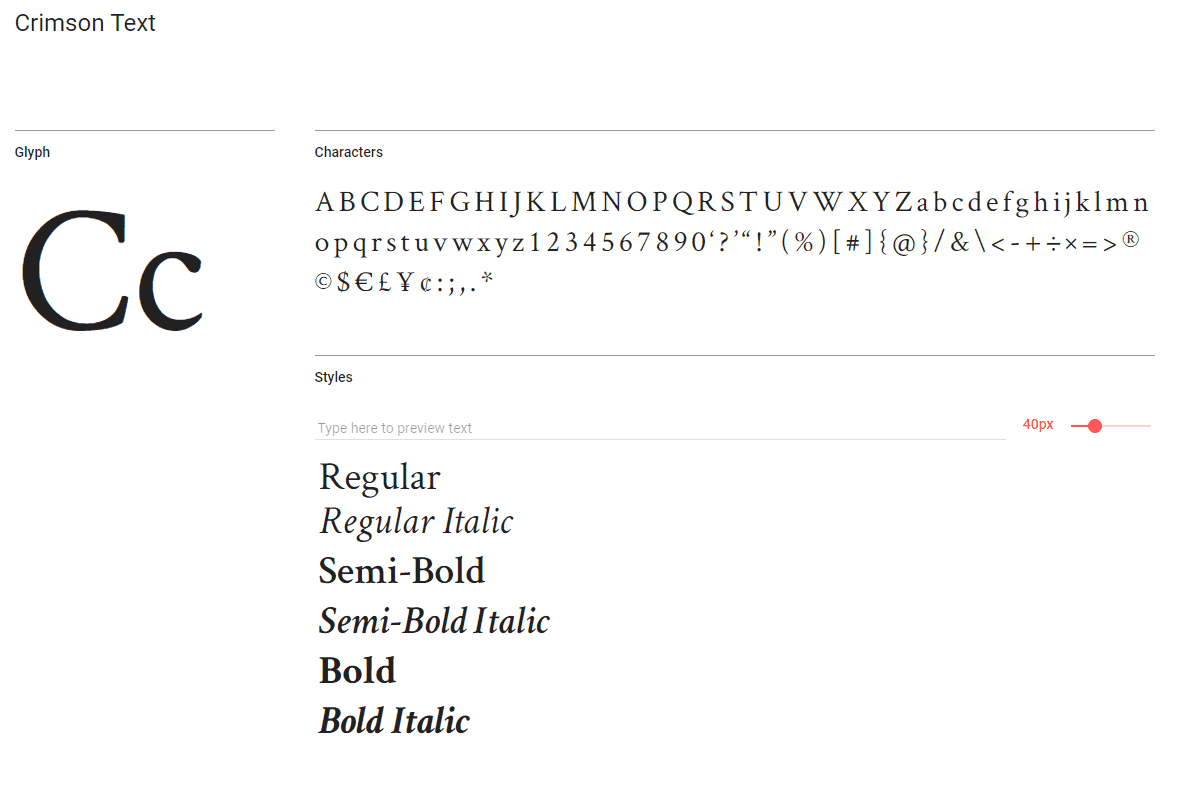 Crimson Text
Glyph
Cc
Characters
A B C D E F G H I J K L M N O P Q R S T U V W X Y Z a b c d e f g h i j k l m n
o p q r s t u v w x y z 1 2 3 4 5 6 7 8 9 0 ‘ ? ’ “ ! ” ( % ) [ # ] { @ } / & \ < - + ÷ × = > ®
© $ € £ ¥ ¢ : ; , . *
Styles
Type here to preview text
40px
Regular
Regular Italic
Semi-Bold
Semi-Bold Italic
Bold
Bold Italic